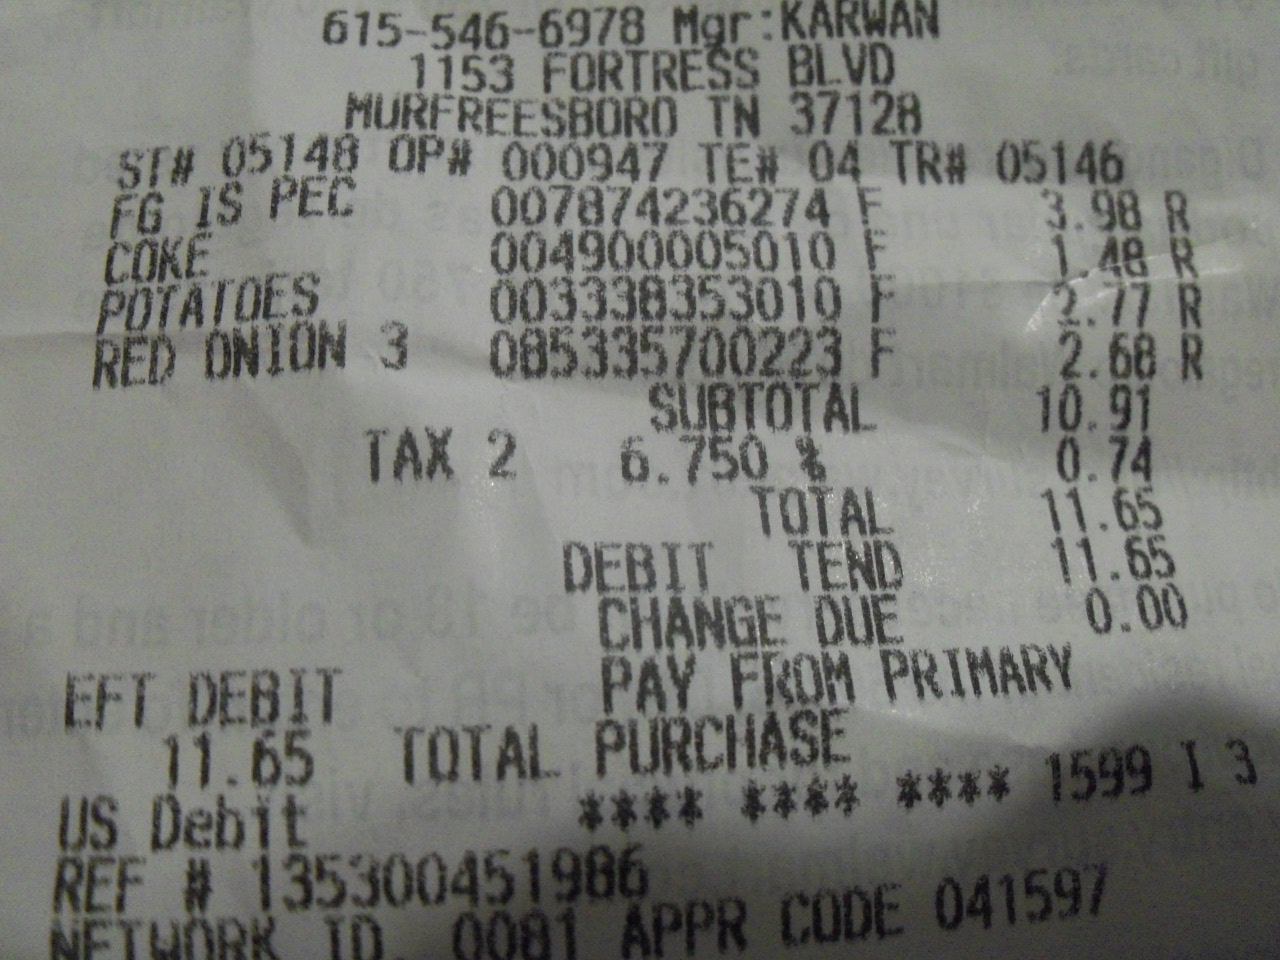 615-546-6978 Mgr:KARWAN
1153 FORTRESS BLVD
MURFREESBORO TN 37128
ST# 05148 OP# 000947 TE# 04 TR# 05146
FG IS PEC 007874236274 F 3.98 R
COKE 004900005010 F 1.48 R
POTATOES 003338353010 F 2.77 R
RED ONION 3 085335700223 F 2.68 R
SUBTOTAL 10.91
TAX 2 6.750 % 0.74
TOTAL 11.65
DEBIT TEND 11.65
CHANGE DUE 0.00
EFT DEBIT PAY FROM PRIMARY
11.65 TOTAL PURCHASE
US Debit **** **** **** 1599 I 3
REF # 135300451986
NETWORK ID. 0081 APPR CODE 041597